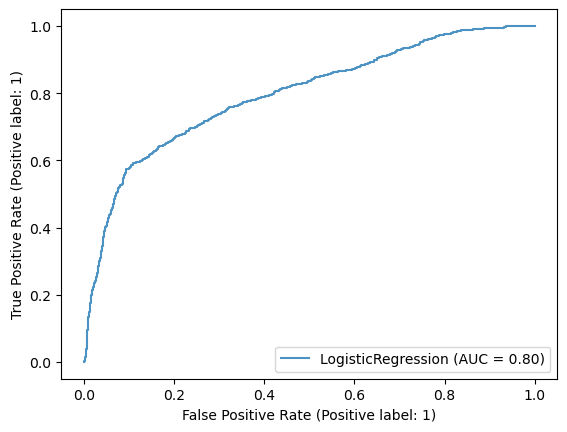 True Positive Rate (Positive label: 1)
1.0
0.8
0.6
0.4
0.2
0.0
LogisticRegression (AUC = 0.80)
0.0 0.2 0.4 0.6 0.8 1.0
False Positive Rate (Positive label: 1)